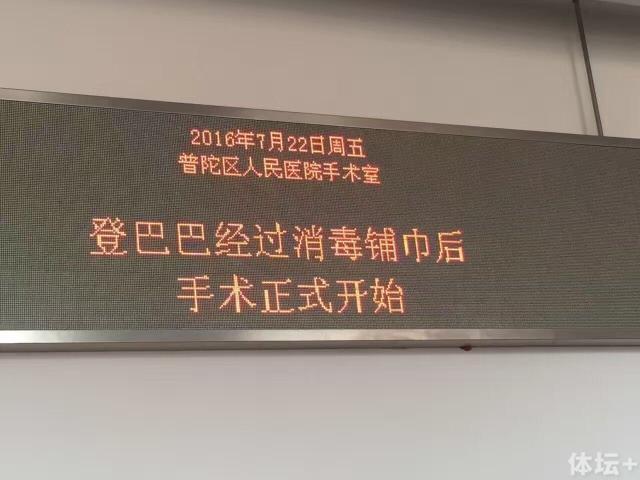 2016年7月22日周五
普陀区人民医院手术室
登巴巴经过消毒铺巾后
手术正式开始
体坛+